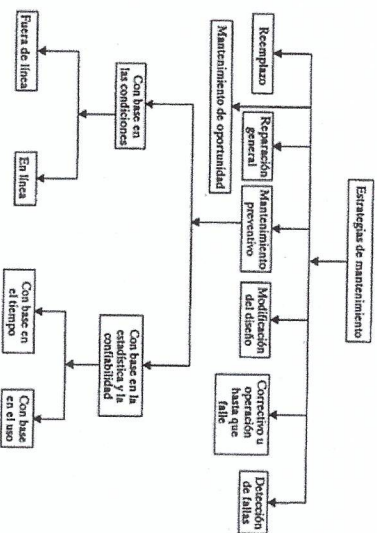 Estrategias de mantenimiento
Reemplazo
Reparación
general
Mantenimiento
preventivo
Modificación
del diseño
Correctivo u
operación
hasta que
falle
Detección
de fallas
Mantenimiento de oportunidad
Con base en
las condiciones
Con base en la
estadística y la
confiabilidad
Fuera de línea
En línea
Con base en
el tiempo
Con base
en el uso